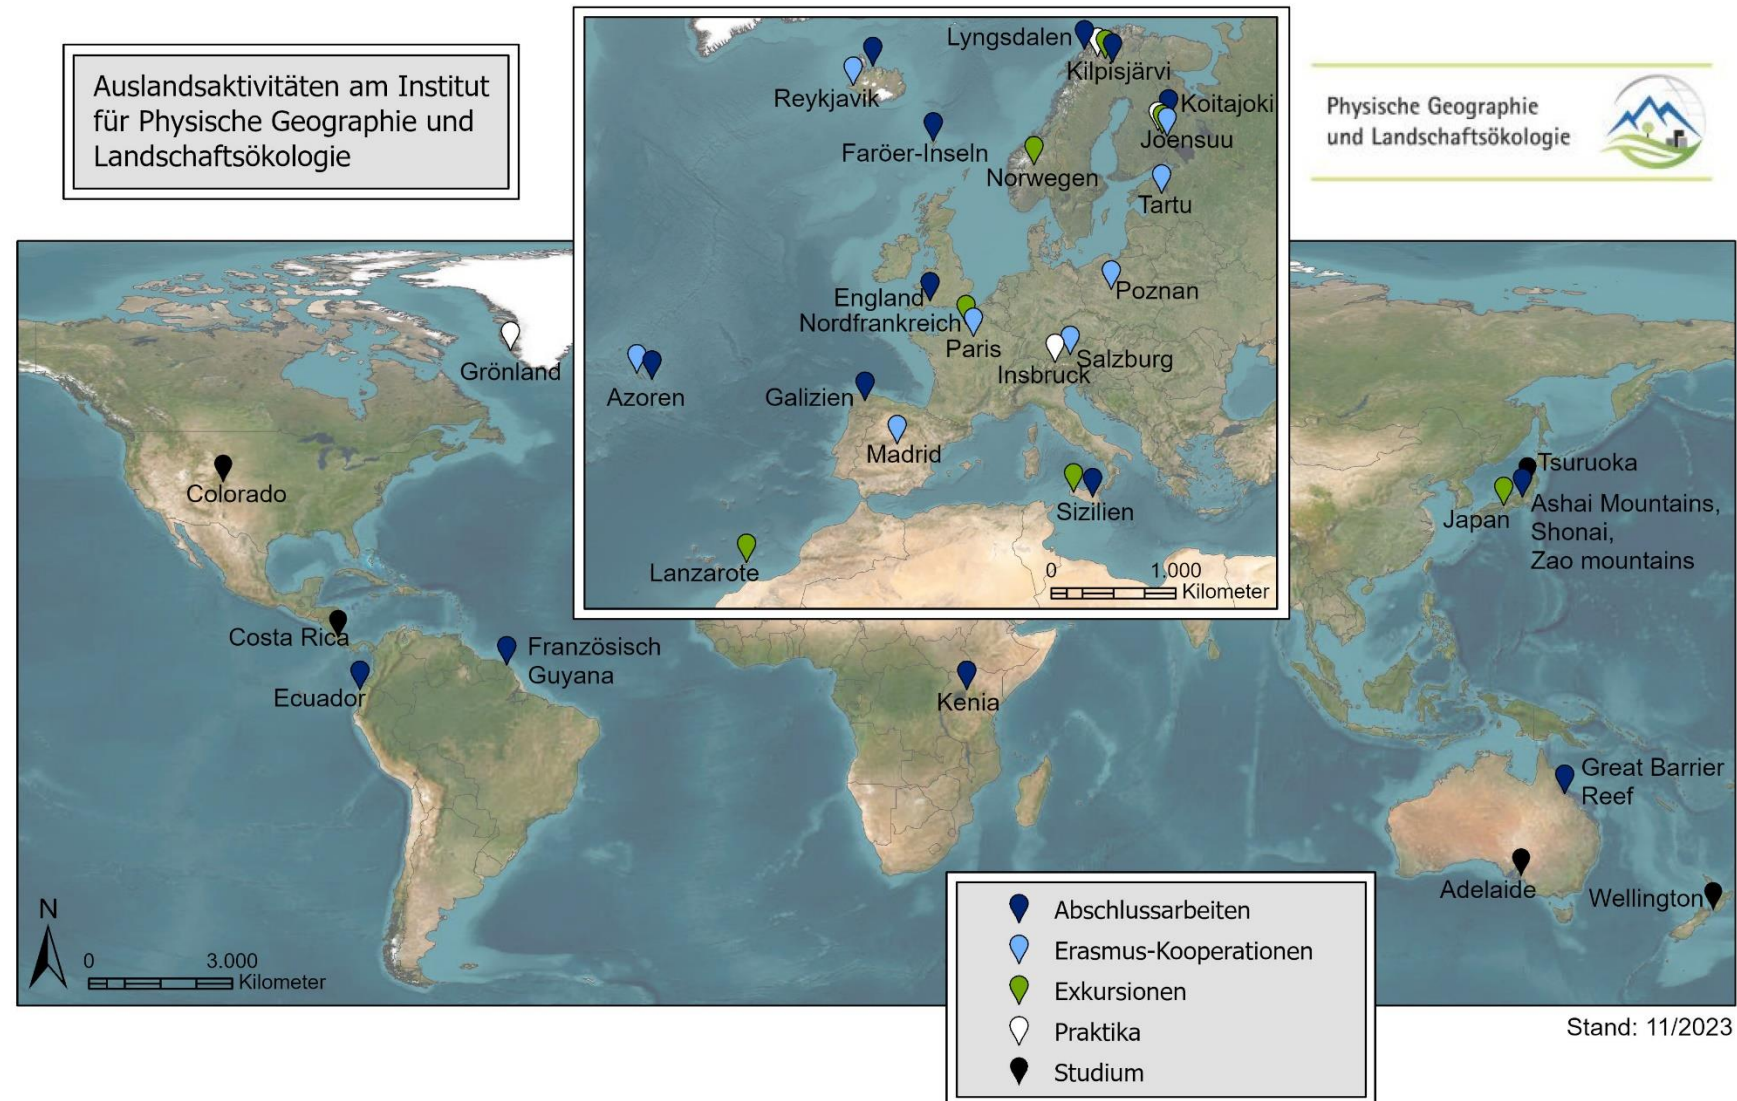 Auslandsaktivitäten am Institut
für Physische Geographie und
Landschaftsökologie
Physische Geographie
und Landschaftsökologie
Lyngsdalen
Kilpisjärvi
Reykjavik
Koitajoki
Joensuu
Faröer-Inseln
Norwegen
Tartu
England
Poznan
Nordfrankreich
Paris
Salzburg
Insbruck
Azoren
Galizien
Madrid
Sizilien
Lanzarote
0 1.000
Kilometer
Grönland
Colorado
Costa Rica
Ecuador
Französisch
Guyana
Kenia
Tsuruoka
Japan
Ashai Mountains,
Shonai,
Zao mountains
Great Barrier
Reef
Adelaide
Wellington
N
0 3.000
Kilometer
Abschlussarbeiten
Erasmus-Kooperationen
Exkursionen
Praktika
Studium
Stand: 11/2023